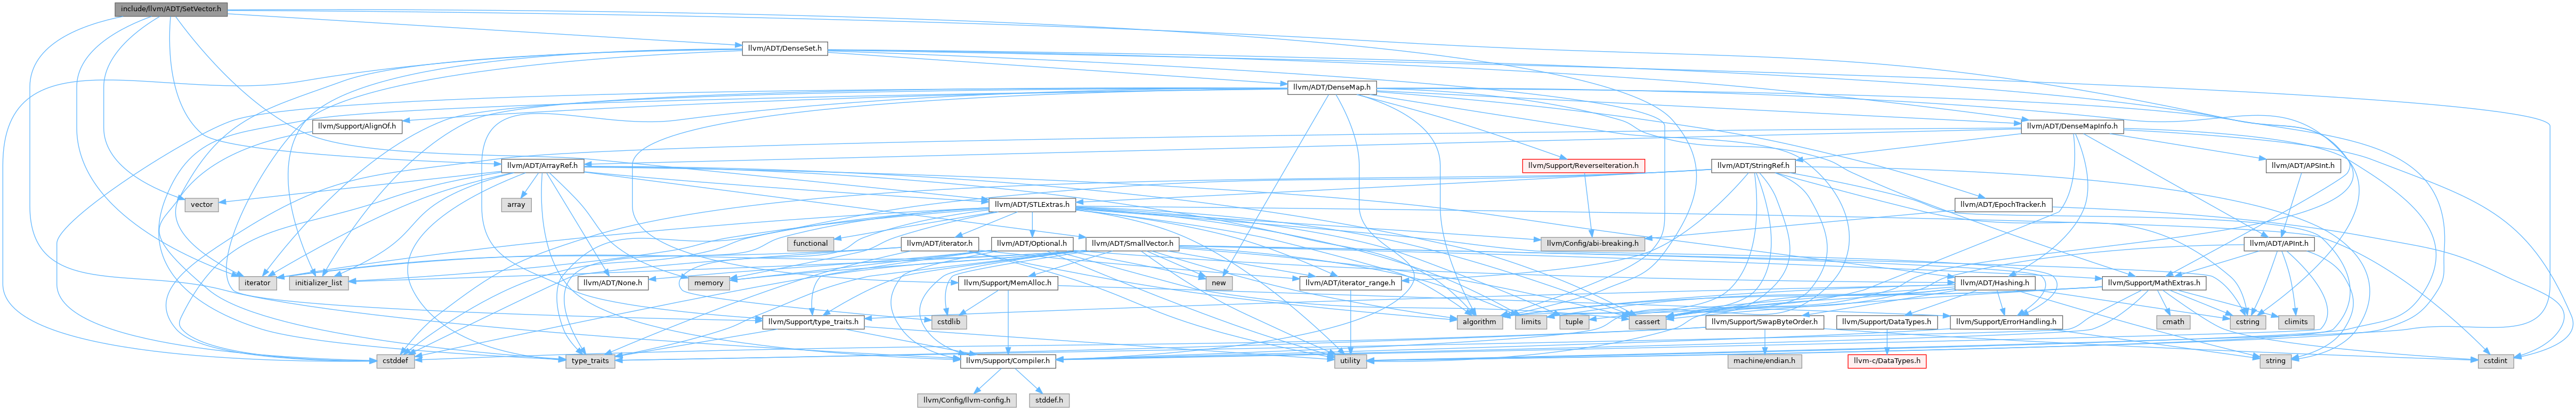 include/llvm/ADT/SetVector.h
llvm/ADT/DenseSet.h
llvm/ADT/DenseMap.h
llvm/Support/AlignOf.h
llvm/ADT/DenseMapInfo.h
llvm/ADT/ArrayRef.h
llvm/Support/ReverseIteration.h
llvm/ADT/StringRef.h
llvm/ADT/APSInt.h
vector
array
llvm/ADT/STLExtras.h
llvm/ADT/EpochTracker.h
functional
llvm/ADT/iterator.h
llvm/ADT/Optional.h
llvm/ADT/SmallVector.h
llvm/Config/abi-breaking.h
llvm/ADT/APInt.h
iterator
initializer_list
llvm/ADT/None.h
memory
llvm/Support/MemAlloc.h
new
llvm/ADT/iterator_range.h
llvm/ADT/Hashing.h
llvm/Support/MathExtras.h
llvm/Support/type_traits.h
cstdlib
algorithm
limits
tuple
cassert
llvm/Support/SwapByteOrder.h
llvm/Support/DataTypes.h
llvm/Support/ErrorHandling.h
cmath
cstring
climits
cstddef
type_traits
llvm/Support/Compiler.h
utility
machine/endian.h
llvm-c/DataTypes.h
string
cstdint
llvm/Config/llvm-config.h
stddef.h